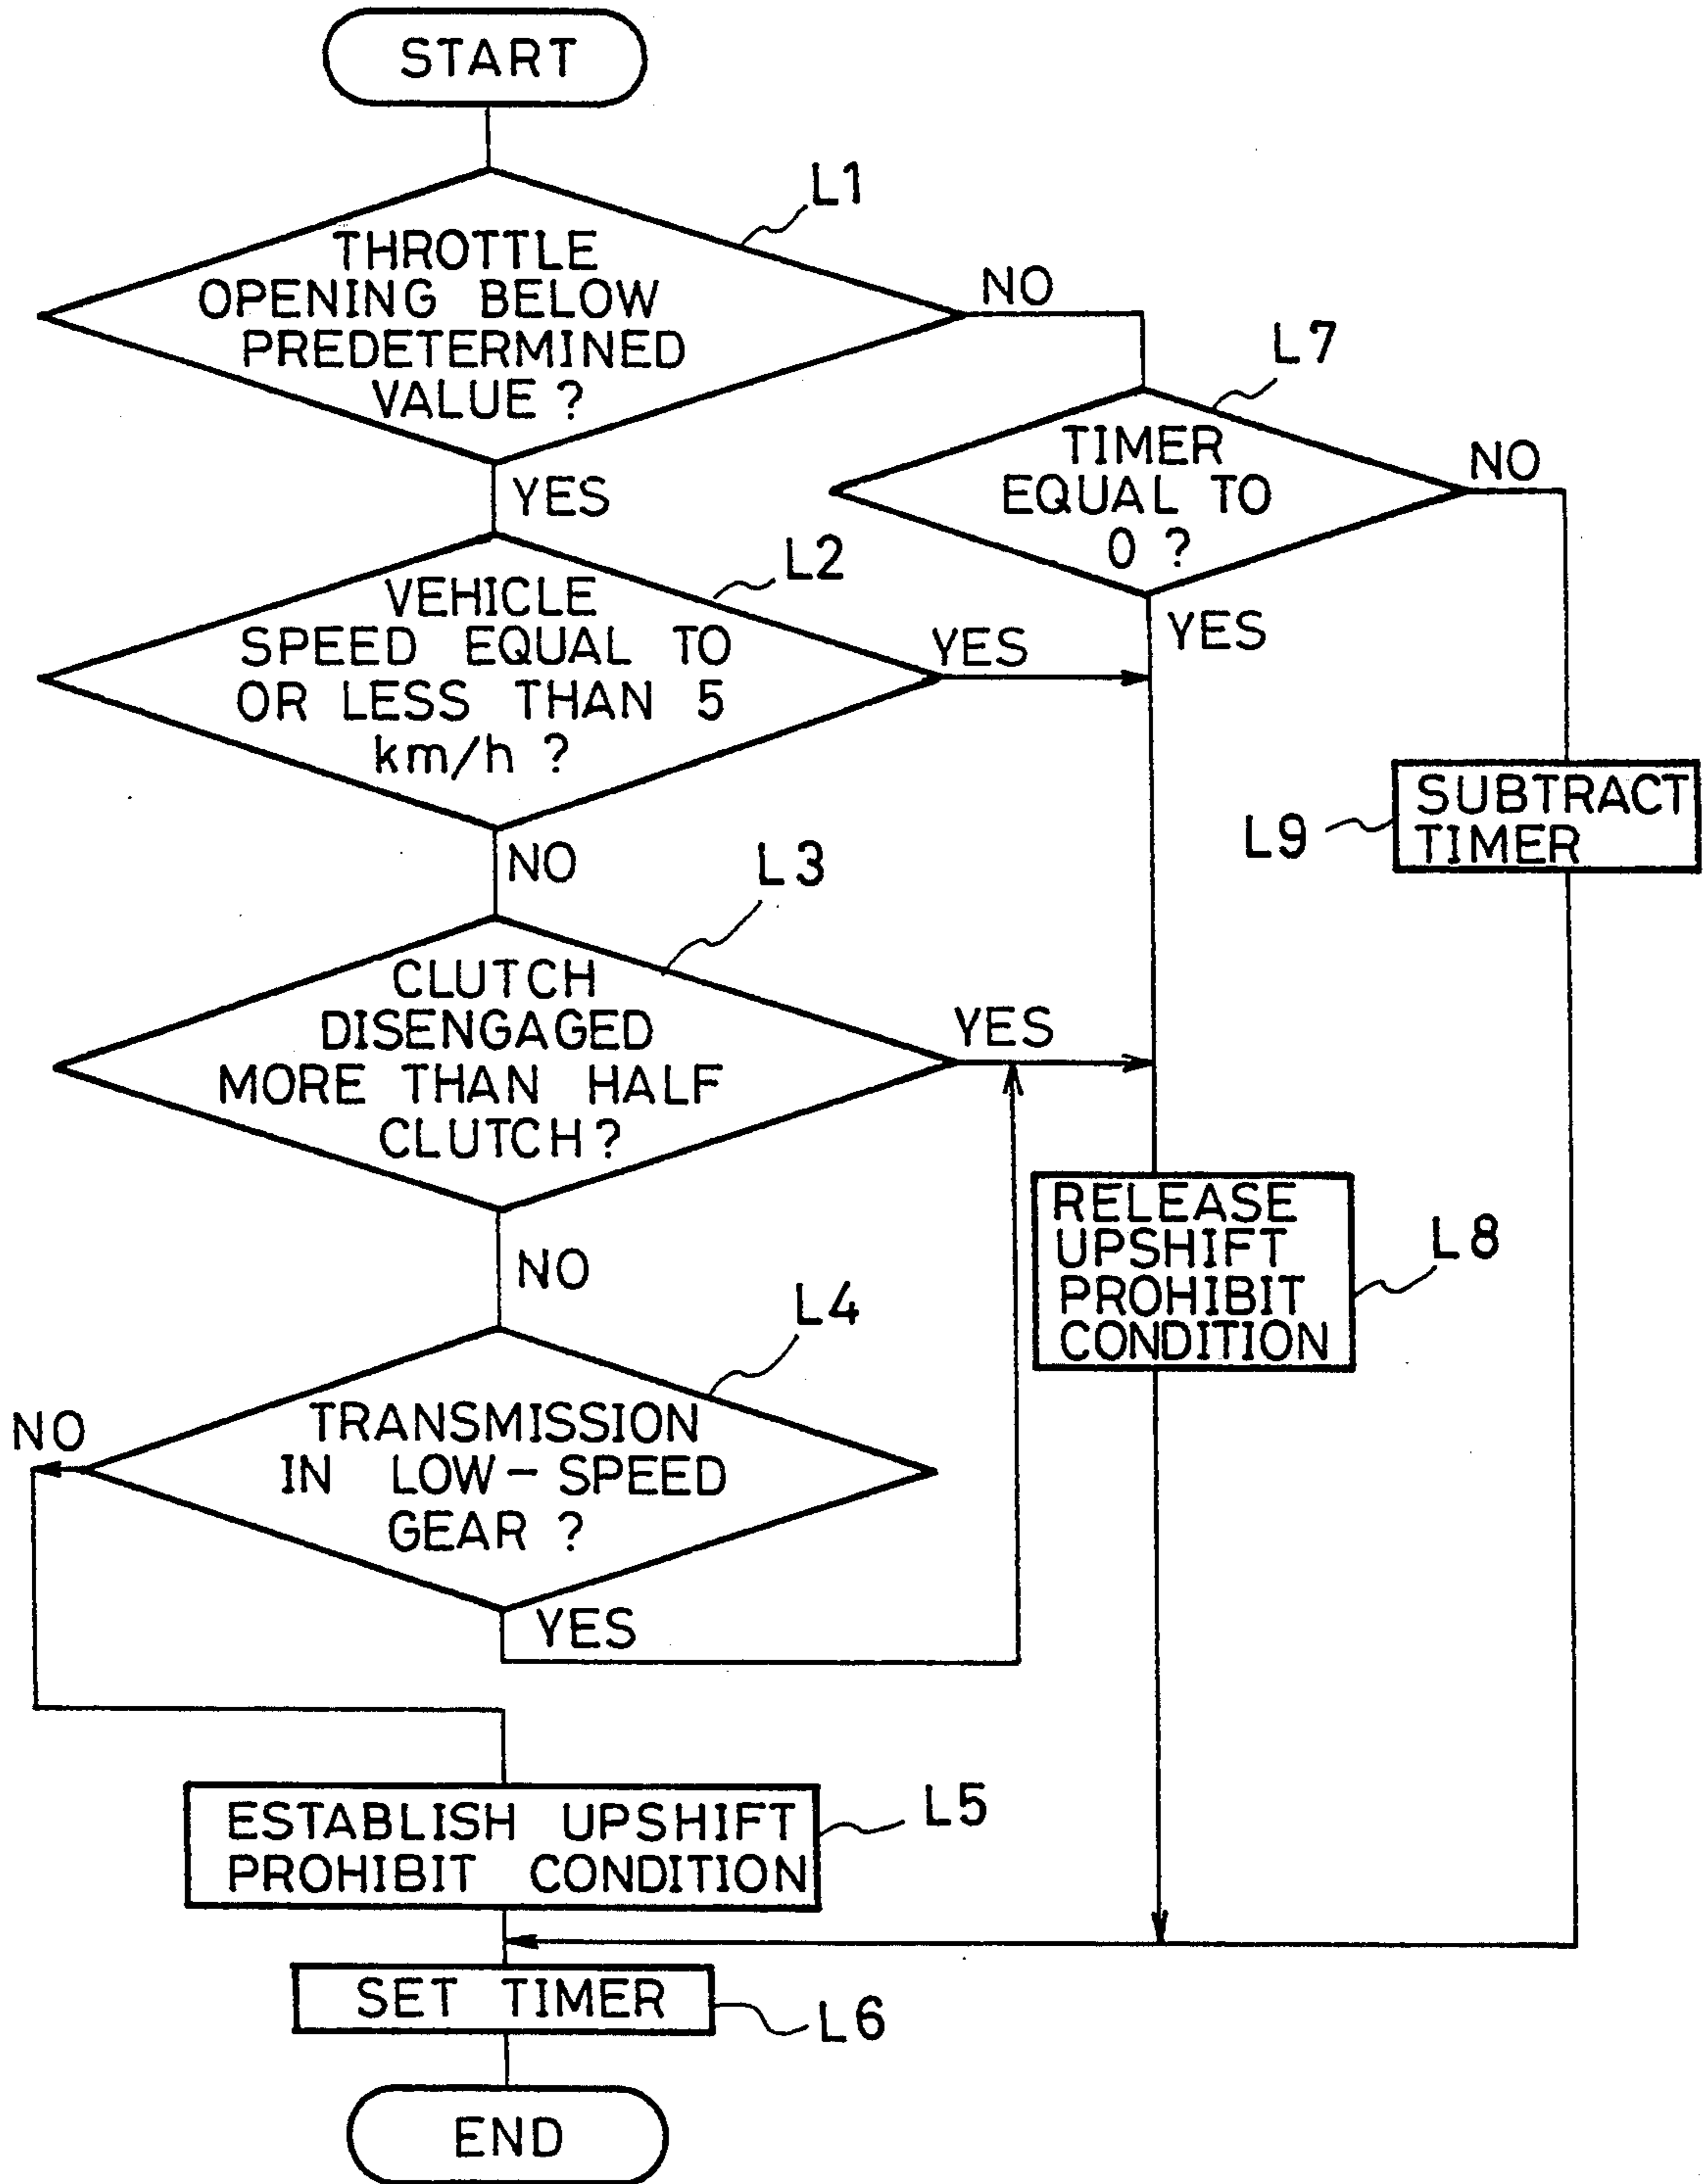 START
L1
THROTTLE
OPENING BELOW
PREDETERMINED
VALUE ?
NO
YES
L7
TIMER
EQUAL TO
0 ?
NO
YES
L2
VEHICLE
SPEED EQUAL TO
OR LESS THAN 5
km/h ?
YES
NO
SUBTRACT
TIMER
L9
L3
CLUTCH
DISENGAGED
MORE THAN HALF
CLUTCH?
YES
NO
RELEASE
UPSHIFT
PROHIBIT
CONDITION
L8
L4
TRANSMISSION
IN LOW-SPEED
GEAR ?
NO
YES
ESTABLISH UPSHIFT
PROHIBIT CONDITION
L5
SET TIMER
L6
END